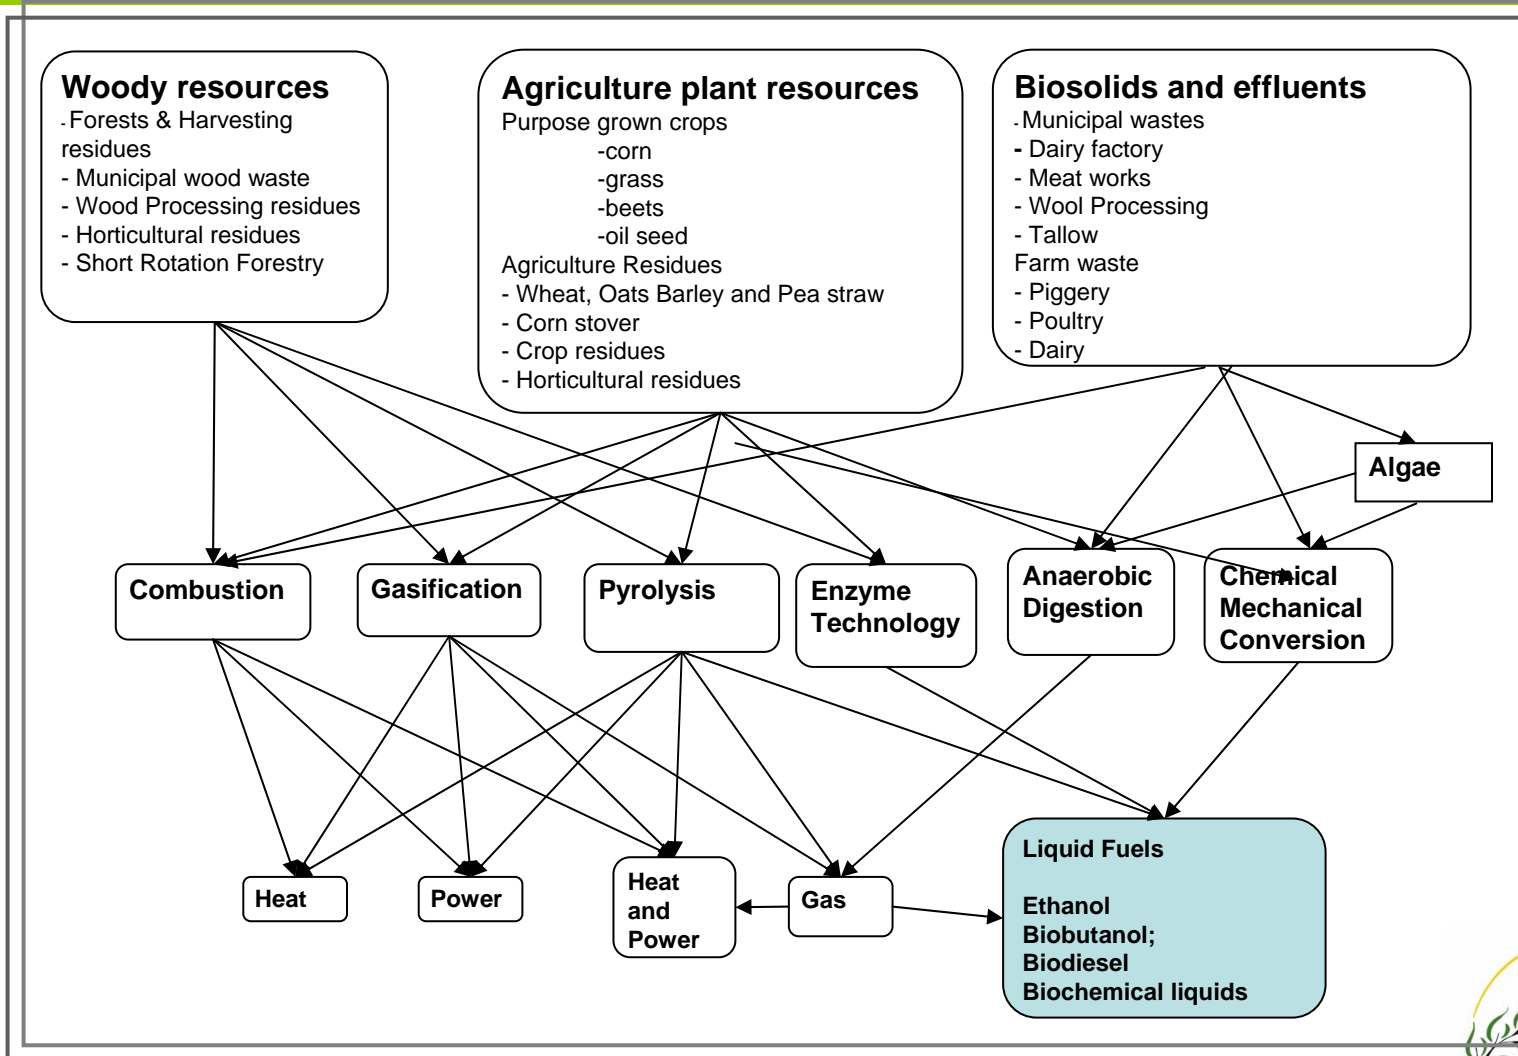 Woody resources
- Forests & Harvesting
residues
- Municipal wood waste
- Wood Processing residues
- Horticultural residues
- Short Rotation Forestry
Agriculture plant resources
Purpose grown crops
-corn
-grass
-beets
-oil seed
Agriculture Residues
- Wheat, Oats Barley and Pea straw
- Corn stover
- Crop residues
- Horticultural residues
Biosolids and effluents
- Municipal wastes
- Dairy factory
- Meat works
- Wool Processing
- Tallow
Farm waste
- Piggery
- Poultry
- Dairy
Algae
Combustion
Gasification
Pyrolysis
Enzyme
Technology
Anaerobic
Digestion
Chemical
Mechanical
Conversion
Heat
Power
Heat
and
Power
Gas
Liquid Fuels
Ethanol
Biobutanol;
Biodiesel
Biochemical liquids